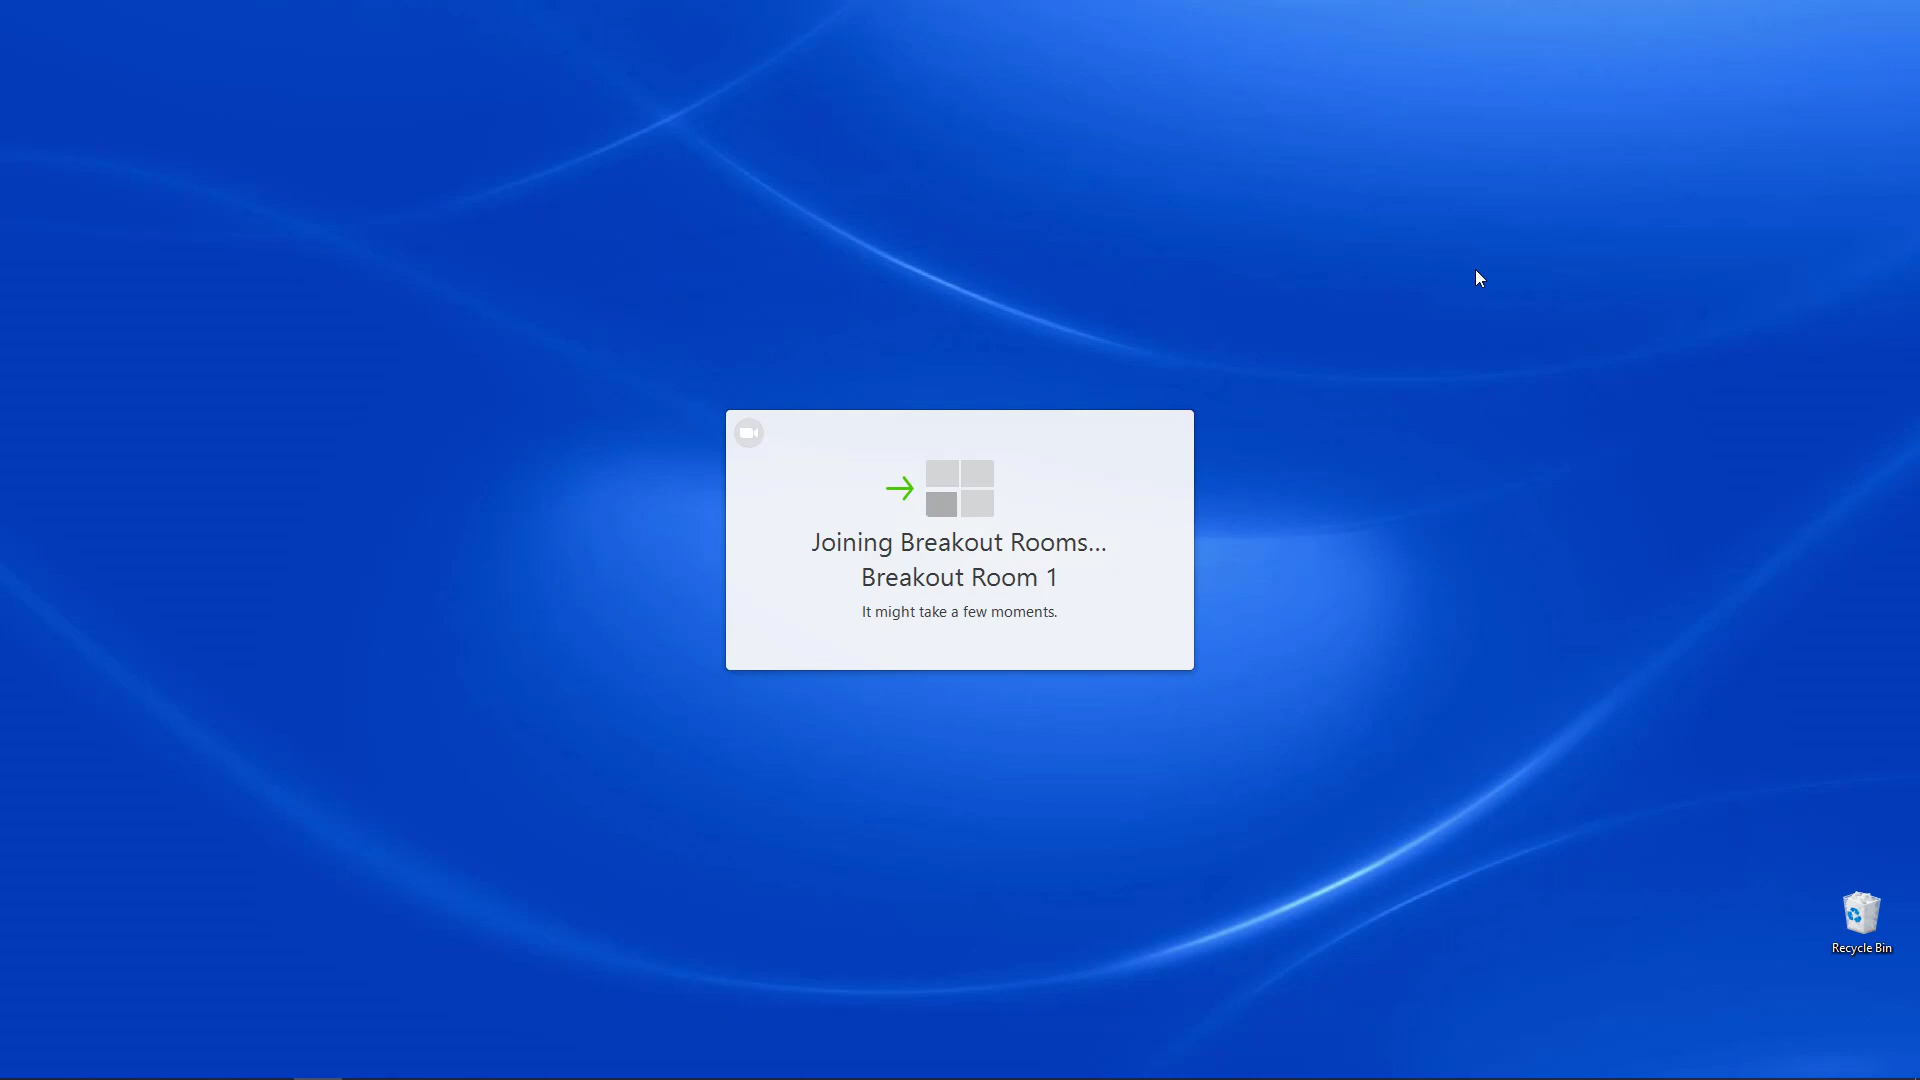 Joining Breakout Rooms...
Breakout Room 1
It might take a few moments.
Recycle Bin